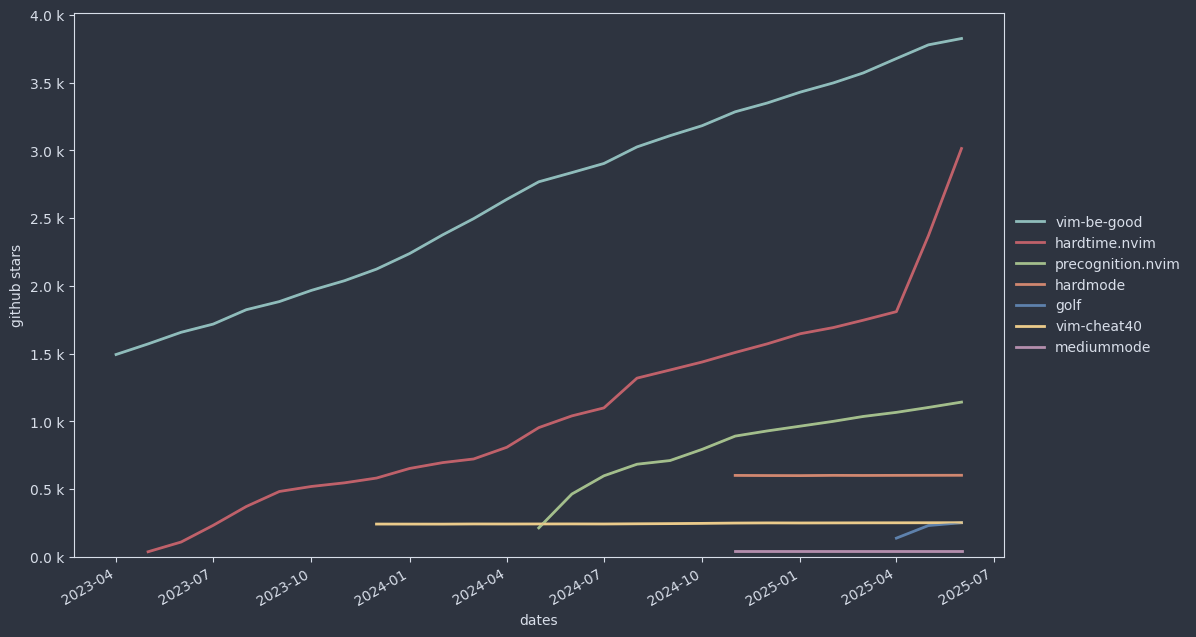 4.0 k
3.5 k
3.0 k
2.5 k
2.0 k
1.5 k
1.0 k
0.5 k
0.0 k
github stars
2023-04
2023-07
2023-10
2024-01
2024-04
2024-07
2024-10
2025-01
2025-04
2025-07
dates
vim-be-good
hardtime.nvim
precognition.nvim
hardmode
golf
vim-cheat40
mediummode